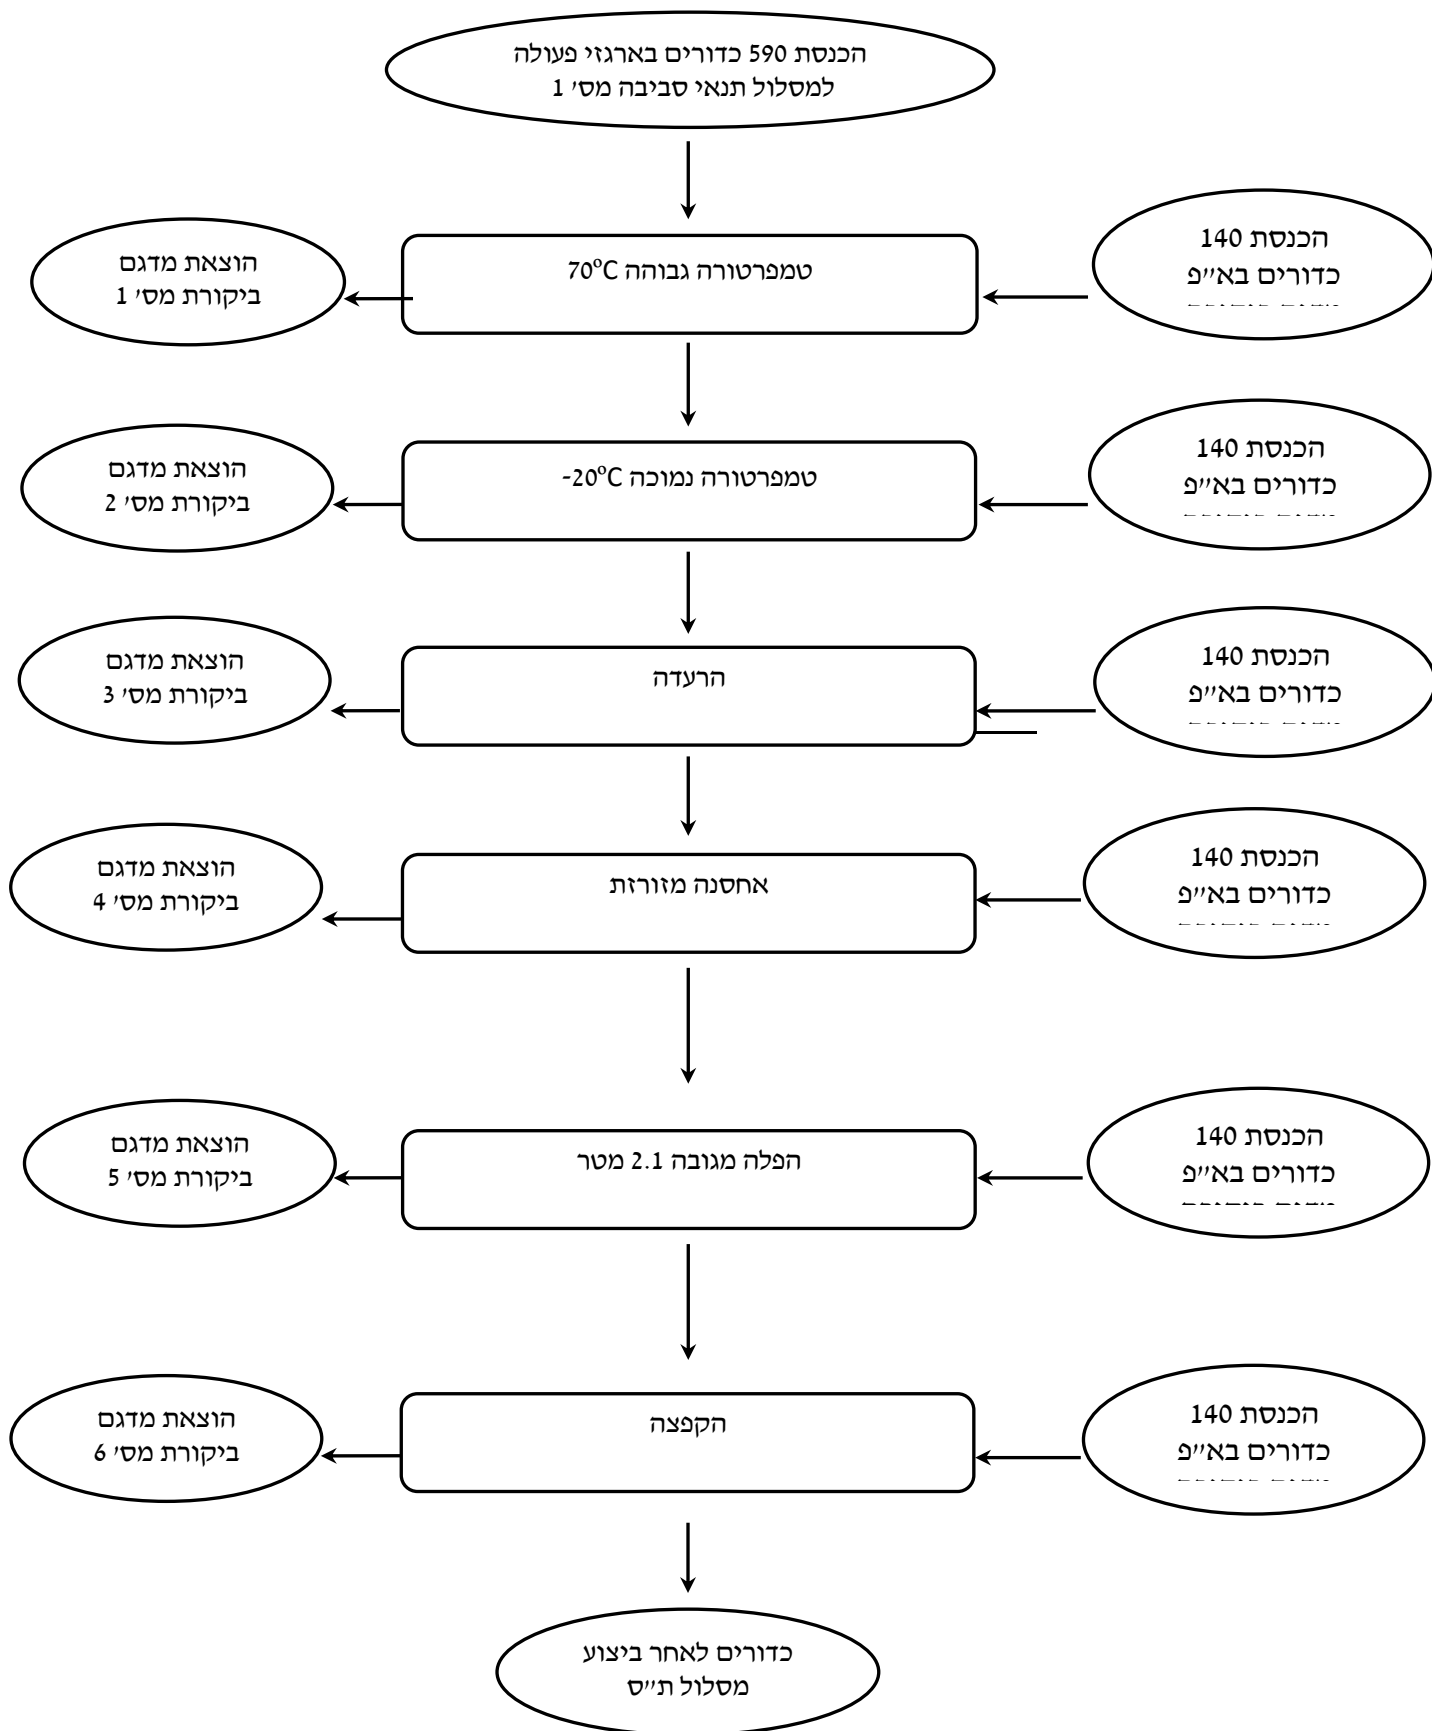 הכנסת 590 כדורים בארגזי פעולה
למסלול תנאי סביבה מס' 1
הכנסת 140
כדורים בא"פ
טמפרטורה גבוהה 70°C
הוצאת מדגם
ביקורת מס' 1
הכנסת 140
כדורים בא"פ
טמפרטורה נמוכה 20°C-
הוצאת מדגם
ביקורת מס' 2
הכנסת 140
כדורים בא"פ
הרעדה
הוצאת מדגם
ביקורת מס' 3
הכנסת 140
כדורים בא"פ
אחסנה מזורזת
הוצאת מדגם
ביקורת מס' 4
הכנסת 140
כדורים בא"פ
הפלה מגובה 2.1 מטר
הוצאת מדגם
ביקורת מס' 5
הכנסת 140
כדורים בא"פ
הקפצה
הוצאת מדגם
ביקורת מס' 6
כדורים לאחר ביצוע
מסלול ת"ס